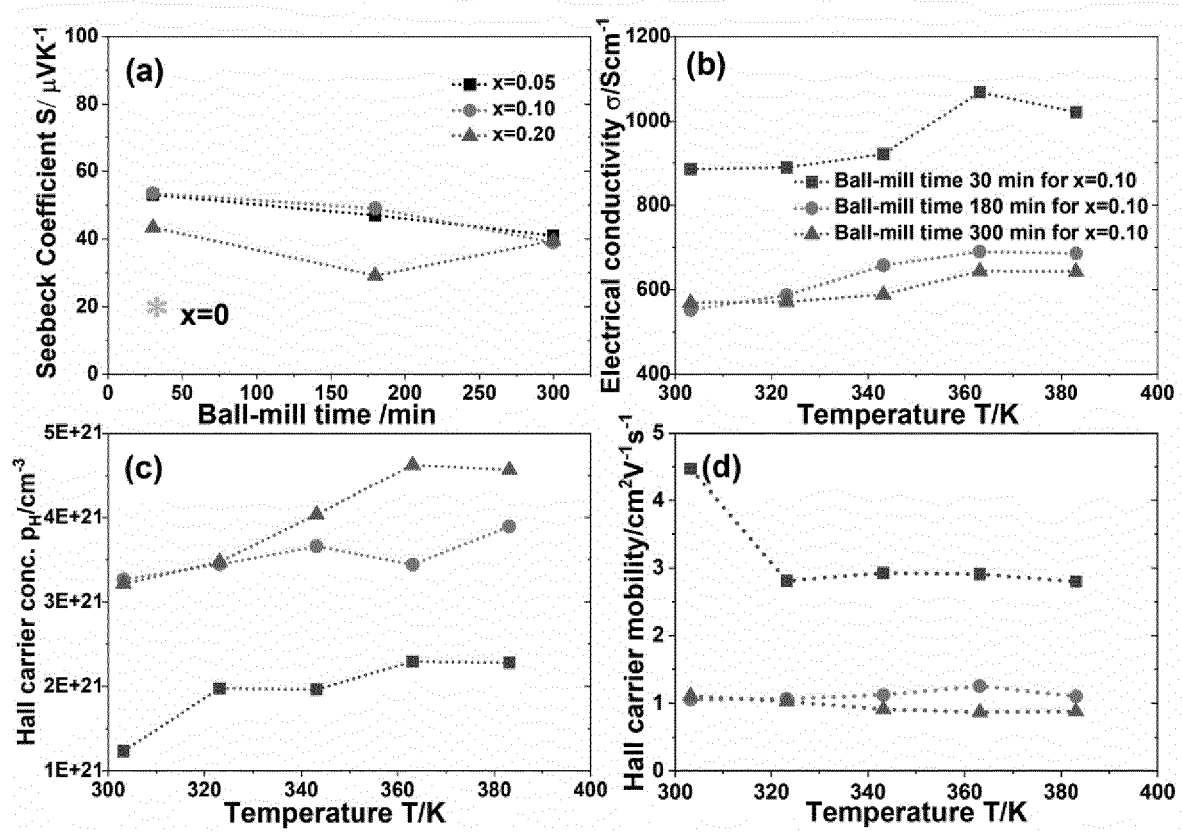 (a)
Seebeck Coefficient S/ μVK⁻¹
100
80
60
40
20
0
x=0.05
x=0.10
x=0.20
x=0
0 50 100 150 200 250 300
Ball-mill time /min
(b)
Electrical conductivity σ/Scm⁻¹
1200
1000
800
600
400
Ball-mill time 30 min for x=0.10
Ball-mill time 180 min for x=0.10
Ball-mill time 300 min for x=0.10
300 320 340 360 380 400
Temperature T/K
(c)
Hall carrier conc. p_H/cm⁻³
5E+21
4E+21
3E+21
2E+21
1E+21
300 320 340 360 380 400
Temperature T/K
(d)
Hall carrier mobility/cm²V⁻¹s⁻¹
5
4
3
2
1
0
300 320 340 360 380 400
Temperature T/K